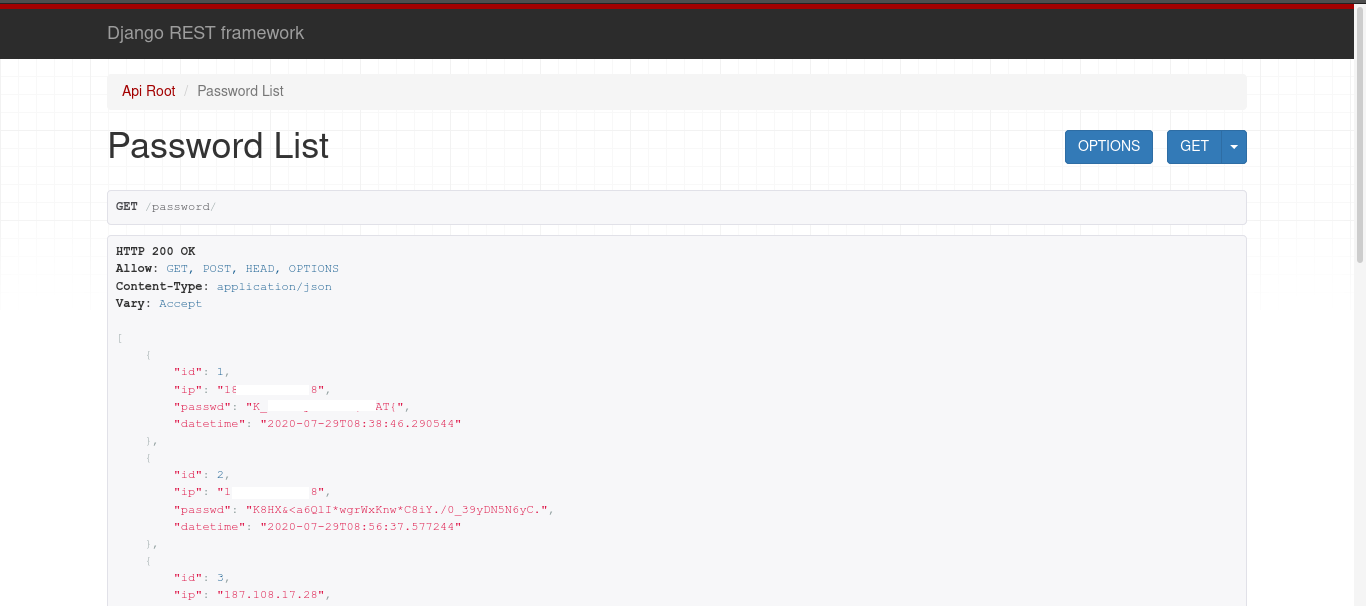 Django REST framework
Api Root / Password List
Password List
OPTIONS GET
GET /password/
HTTP 200 OK
Allow: GET, POST, HEAD, OPTIONS
Content-Type: application/json
Vary: Accept
[
{
"id": 1,
"ip": "18 8",
"passwd": "K_ AT{",
"datetime": "2020-07-29T08:38:46.290544"
},
{
"id": 2,
"ip": "1 8",
"passwd": "K8HX&<a6Q1I*wgrWxKnw*C8iY./0_39yDN5N6yC.",
"datetime": "2020-07-29T08:56:37.577244"
},
{
"id": 3,
"ip": "187.108.17.28",